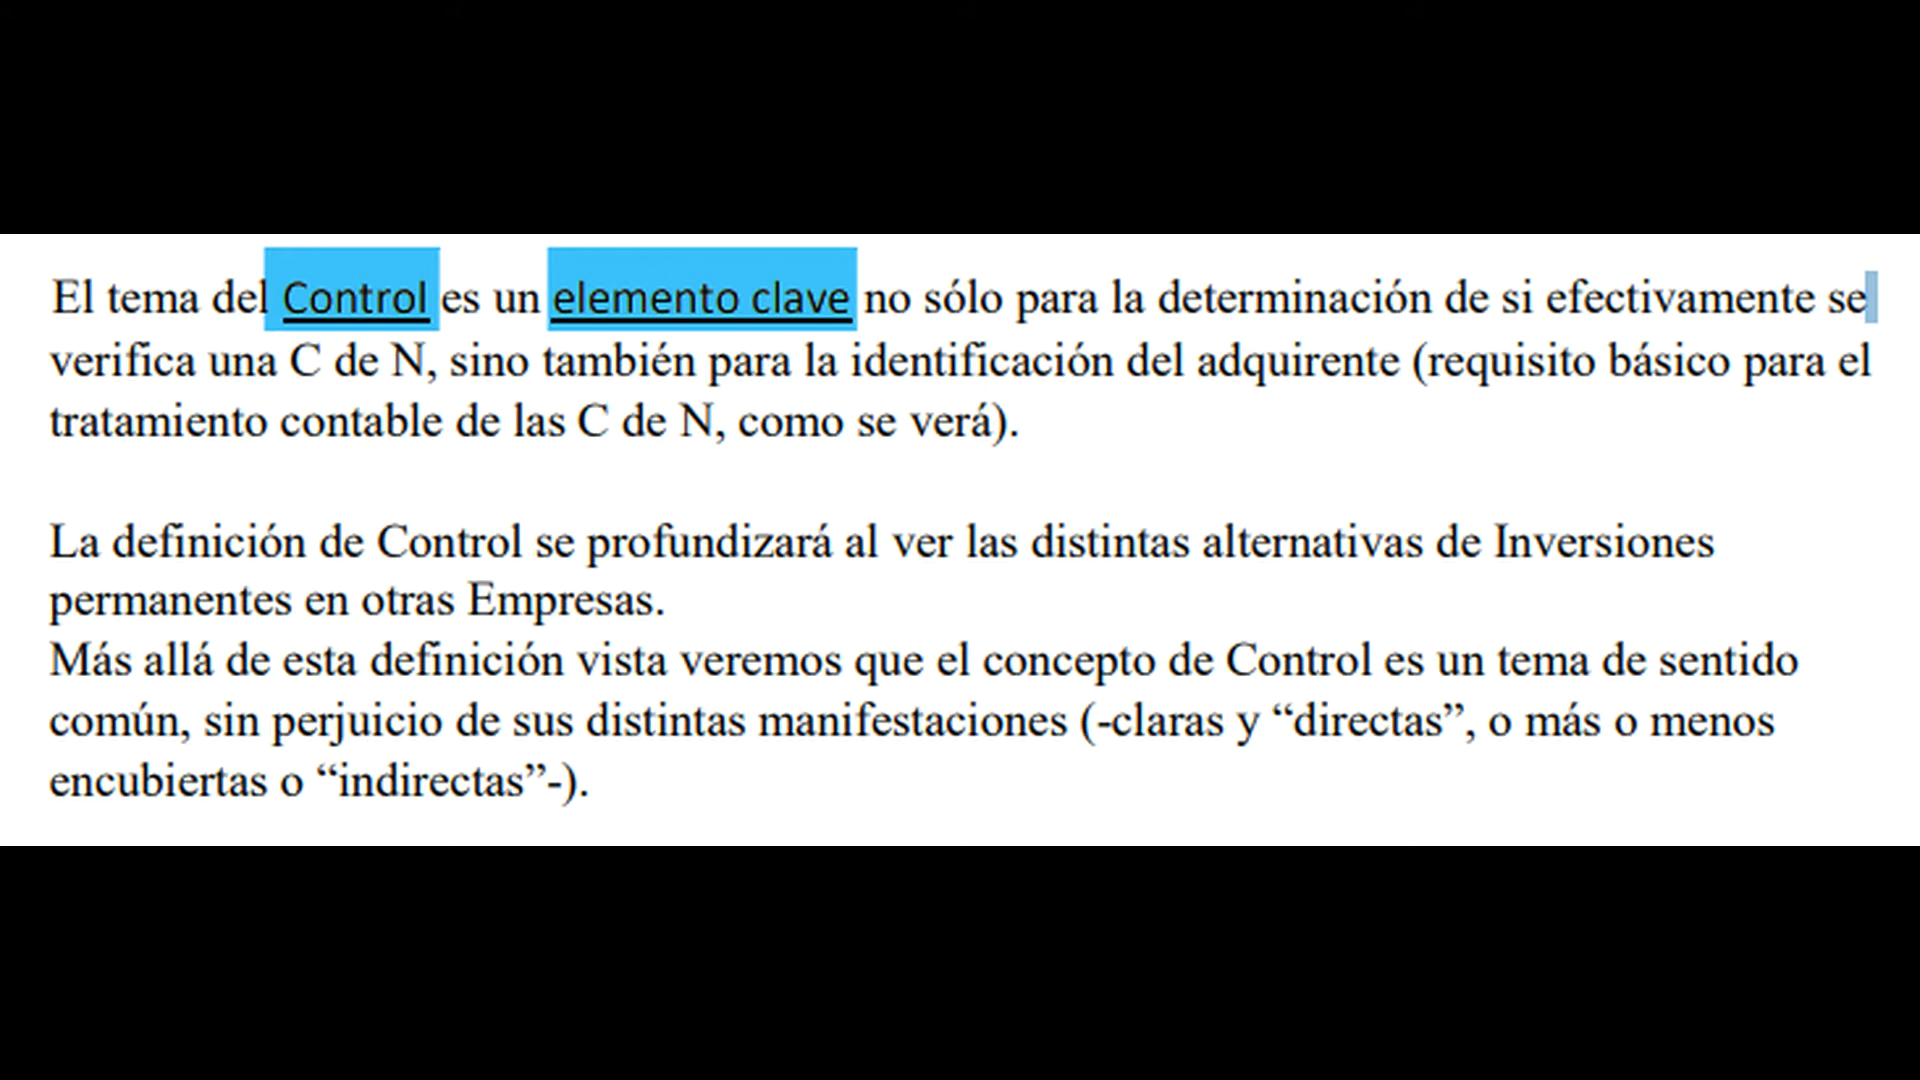 El tema del Control es un elemento clave no sólo para la determinación de si efectivamente se
verifica una C de N, sino también para la identificación del adquirente (requisito básico para el
tratamiento contable de las C de N, como se verá).
La definición de Control se profundizará al ver las distintas alternativas de Inversiones
permanentes en otras Empresas.
Más allá de esta definición vista veremos que el concepto de Control es un tema de sentido
común, sin perjuicio de sus distintas manifestaciones (-claras y “directas”, o más o menos
encubiertas o “indirectas”-).